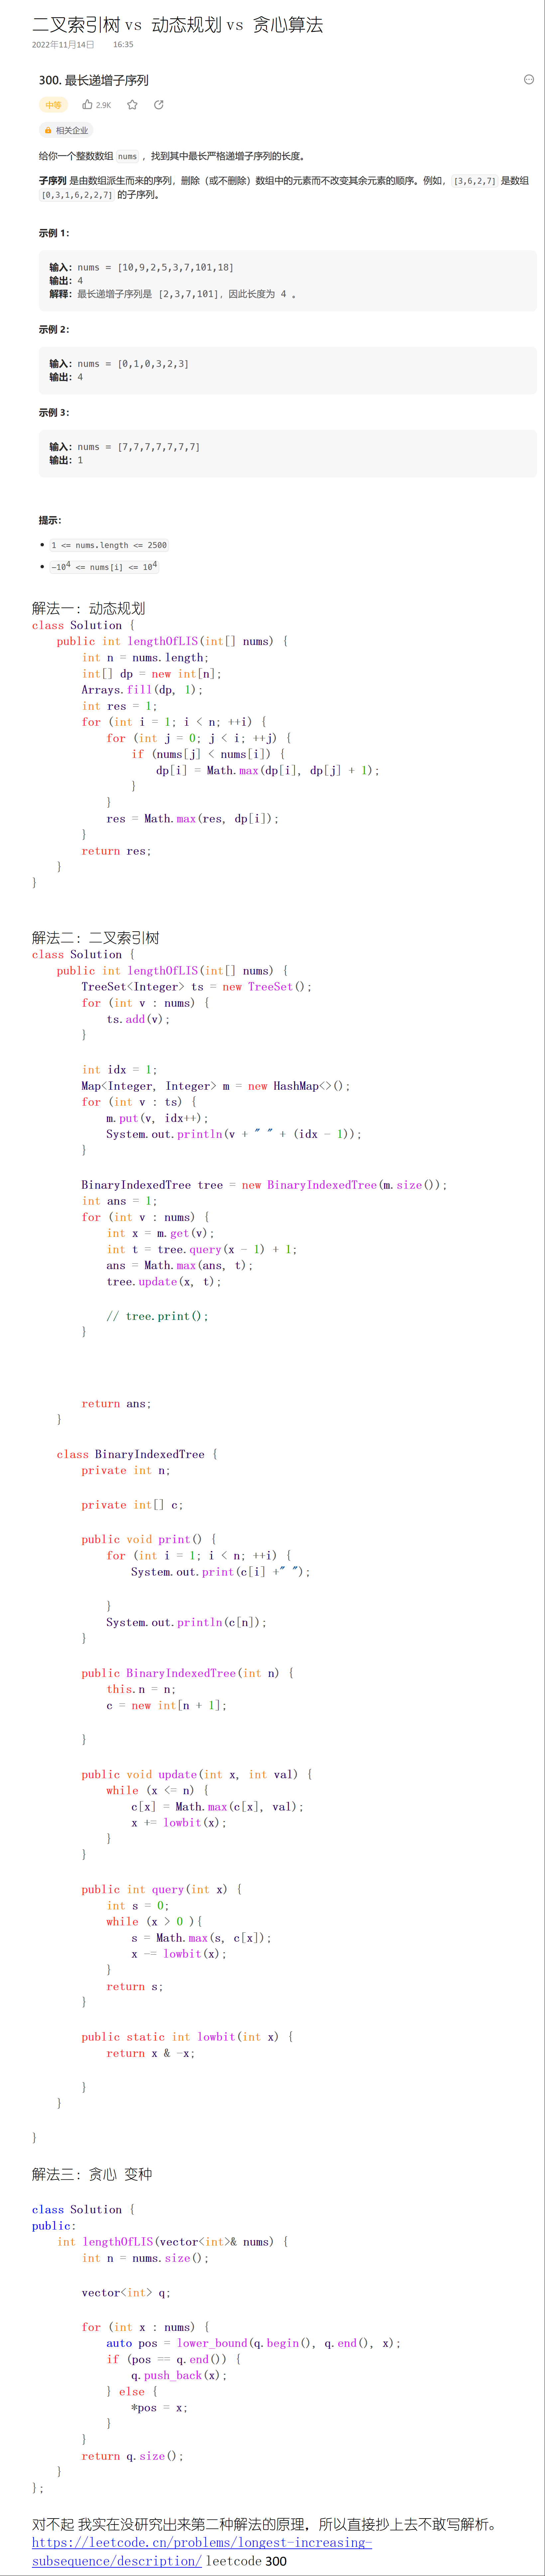 二叉索引树 vs 动态规划 vs 贪心算法
2022年11月14日 16:35
300. 最长递增子序列
中等 2.9K
相关企业
给你一个整数数组 nums ，找到其中最长严格递增子序列的长度。
子序列 是由数组派生而来的序列，删除（或不删除）数组中的元素而不改变其余元素的顺序。例如，[3,6,2,7] 是数组
[0,3,1,6,2,2,7] 的子序列。
示例 1：
输入：nums = [10,9,2,5,3,7,101,18]
输出：4
解释：最长递增子序列是 [2,3,7,101]，因此长度为 4 。
示例 2：
输入：nums = [0,1,0,3,2,3]
输出：4
示例 3：
输入：nums = [7,7,7,7,7,7,7]
输出：1
提示：
• 1 <= nums.length <= 2500
• -10⁴ <= nums[i] <= 10⁴
解法一：动态规划
class Solution {
    public int lengthOfLIS(int[] nums) {
        int n = nums.length;
        int[] dp = new int[n];
        Arrays.fill(dp, 1);
        int res = 1;
        for (int i = 1; i < n; ++i) {
            for (int j = 0; j < i; ++j) {
                if (nums[j] < nums[i]) {
                    dp[i] = Math.max(dp[i], dp[j] + 1);
                }
            }
            res = Math.max(res, dp[i]);
        }
        return res;
    }
}
解法二：二叉索引树
class Solution {
    public int lengthOfLIS(int[] nums) {
        TreeSet<Integer> ts = new TreeSet();
        for (int v : nums) {
            ts.add(v);
        }
        int idx = 1;
        Map<Integer, Integer> m = new HashMap<>();
        for (int v : ts) {
            m.put(v, idx++);
            System.out.println(v + " " + (idx - 1));
        }
        BinaryIndexedTree tree = new BinaryIndexedTree(m.size());
        int ans = 1;
        for (int v : nums) {
            int x = m.get(v);
            int t = tree.query(x - 1) + 1;
            ans = Math.max(ans, t);
            tree.update(x, t);
            // tree.print();
        }
        return ans;
    }
    class BinaryIndexedTree {
        private int n;
        private int[] c;
        public void print() {
            for (int i = 1; i < n; ++i) {
                System.out.print(c[i] +" ");
            }
            System.out.println(c[n]);
        }
        public BinaryIndexedTree(int n) {
            this.n = n;
            c = new int[n + 1];
        }
        public void update(int x, int val) {
            while (x <= n) {
                c[x] = Math.max(c[x], val);
                x += lowbit(x);
            }
        }
        public int query(int x) {
            int s = 0;
            while (x > 0 ){
                s = Math.max(s, c[x]);
                x -= lowbit(x);
            }
            return s;
        }
        public static int lowbit(int x) {
            return x & -x;
        }
    }
}
解法三：贪心 变种
class Solution {
public:
    int lengthOfLIS(vector<int>& nums) {
        int n = nums.size();
        vector<int> q;
        for (int x : nums) {
            auto pos = lower_bound(q.begin(), q.end(), x);
            if (pos == q.end()) {
                q.push_back(x);
            } else {
                *pos = x;
            }
        }
        return q.size();
    }
};
对不起 我实在没研究出来第二种解法的原理，所以直接抄上去不敢写解析。
https://leetcode.cn/problems/longest-increasing-
subsequence/description/ leetcode 300